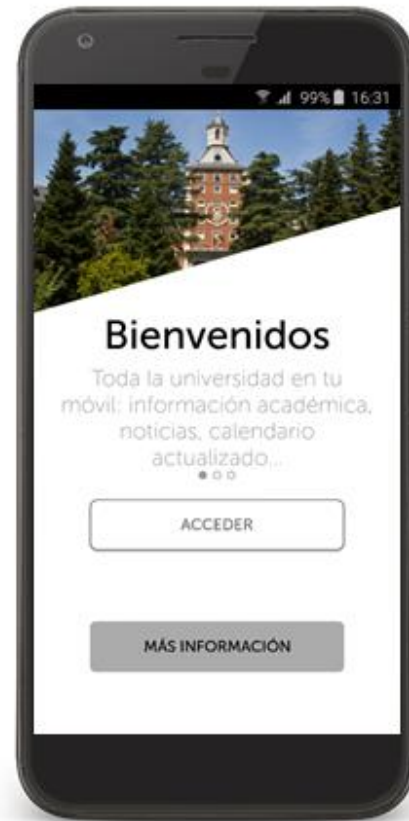 99% 16:31
Bienvenidos
Toda la universidad en tu
móvil: información académica,
noticias, calendario
actualizado...
ACCEDER
MÁS INFORMACIÓN